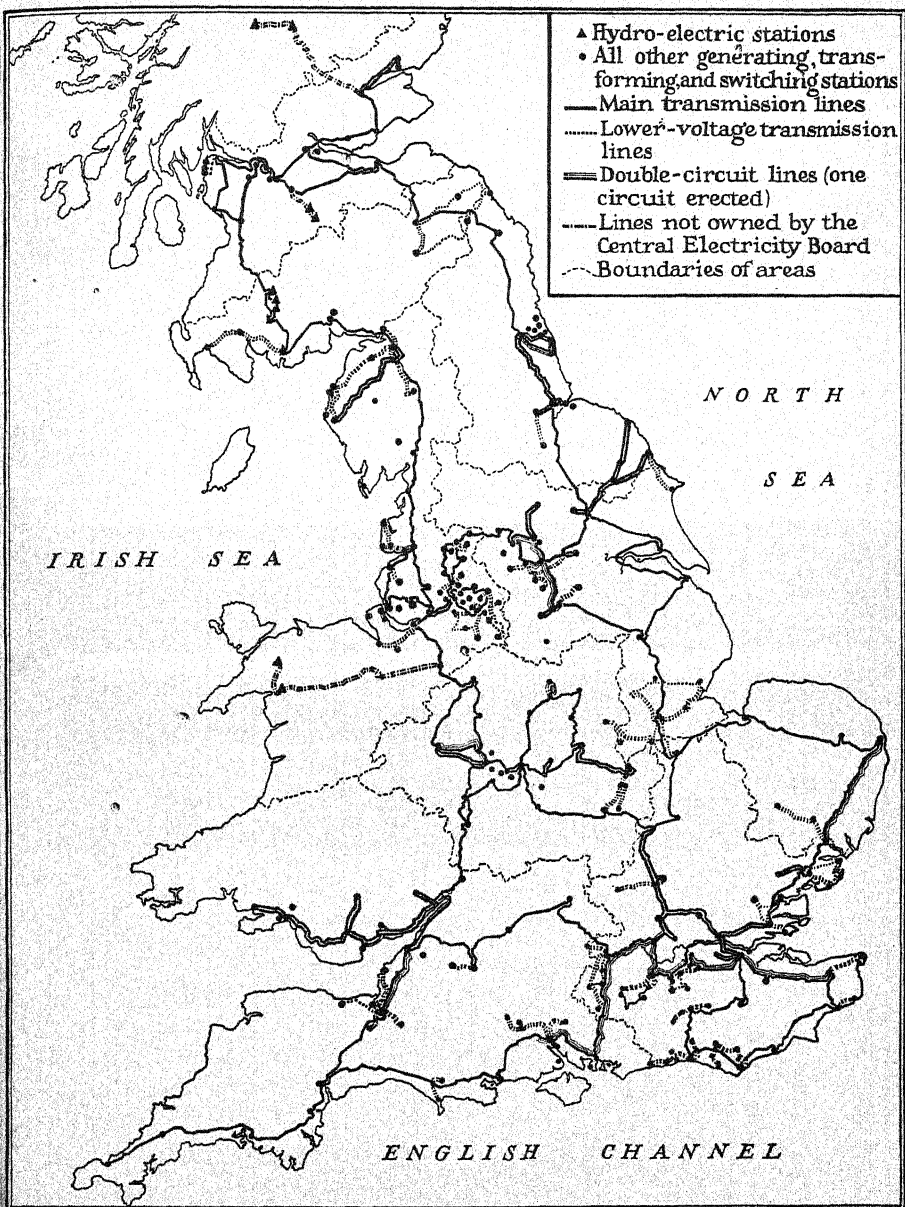 Hydro-electric stations
All other generating, trans-
forming, and switching stations
Main transmission lines
Lower-voltage transmission
lines
Double-circuit lines (one
circuit erected)
Lines not owned by the
Central Electricity Board
Boundaries of areas
NORTH
SEA
IRISH SEA
ENGLISH CHANNEL